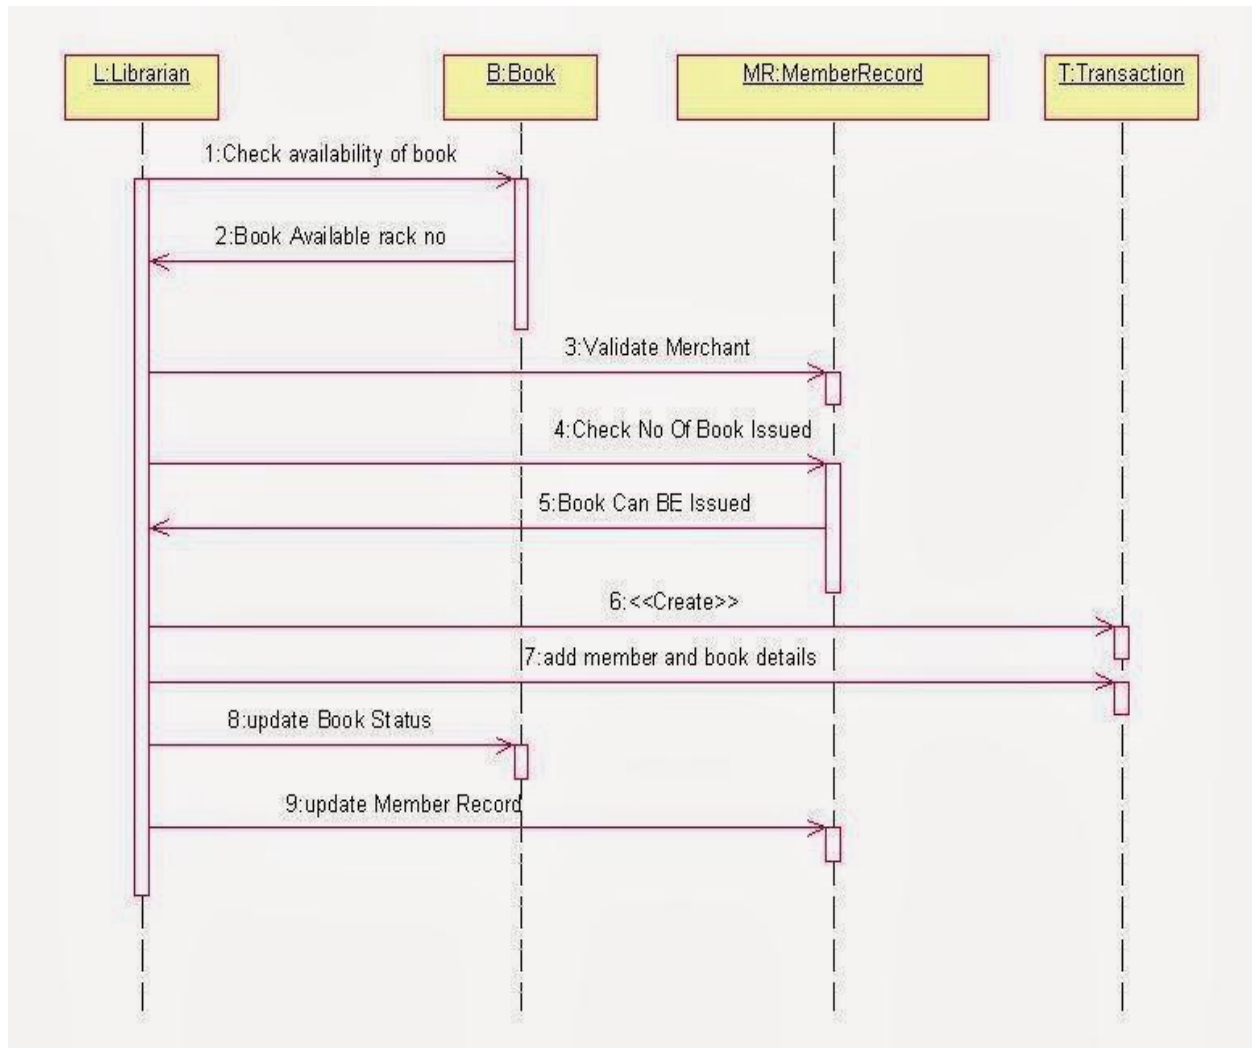 L:Librarian
B:Book
MR:MemberRecord
T:Transaction
1:Check availability of book
2:Book Available rack no
3:Validate Merchant
4:Check No Of Book Issued
5:Book Can BE Issued
6:<<Create>>
7:add member and book details
8:update Book Status
9:update Member Record